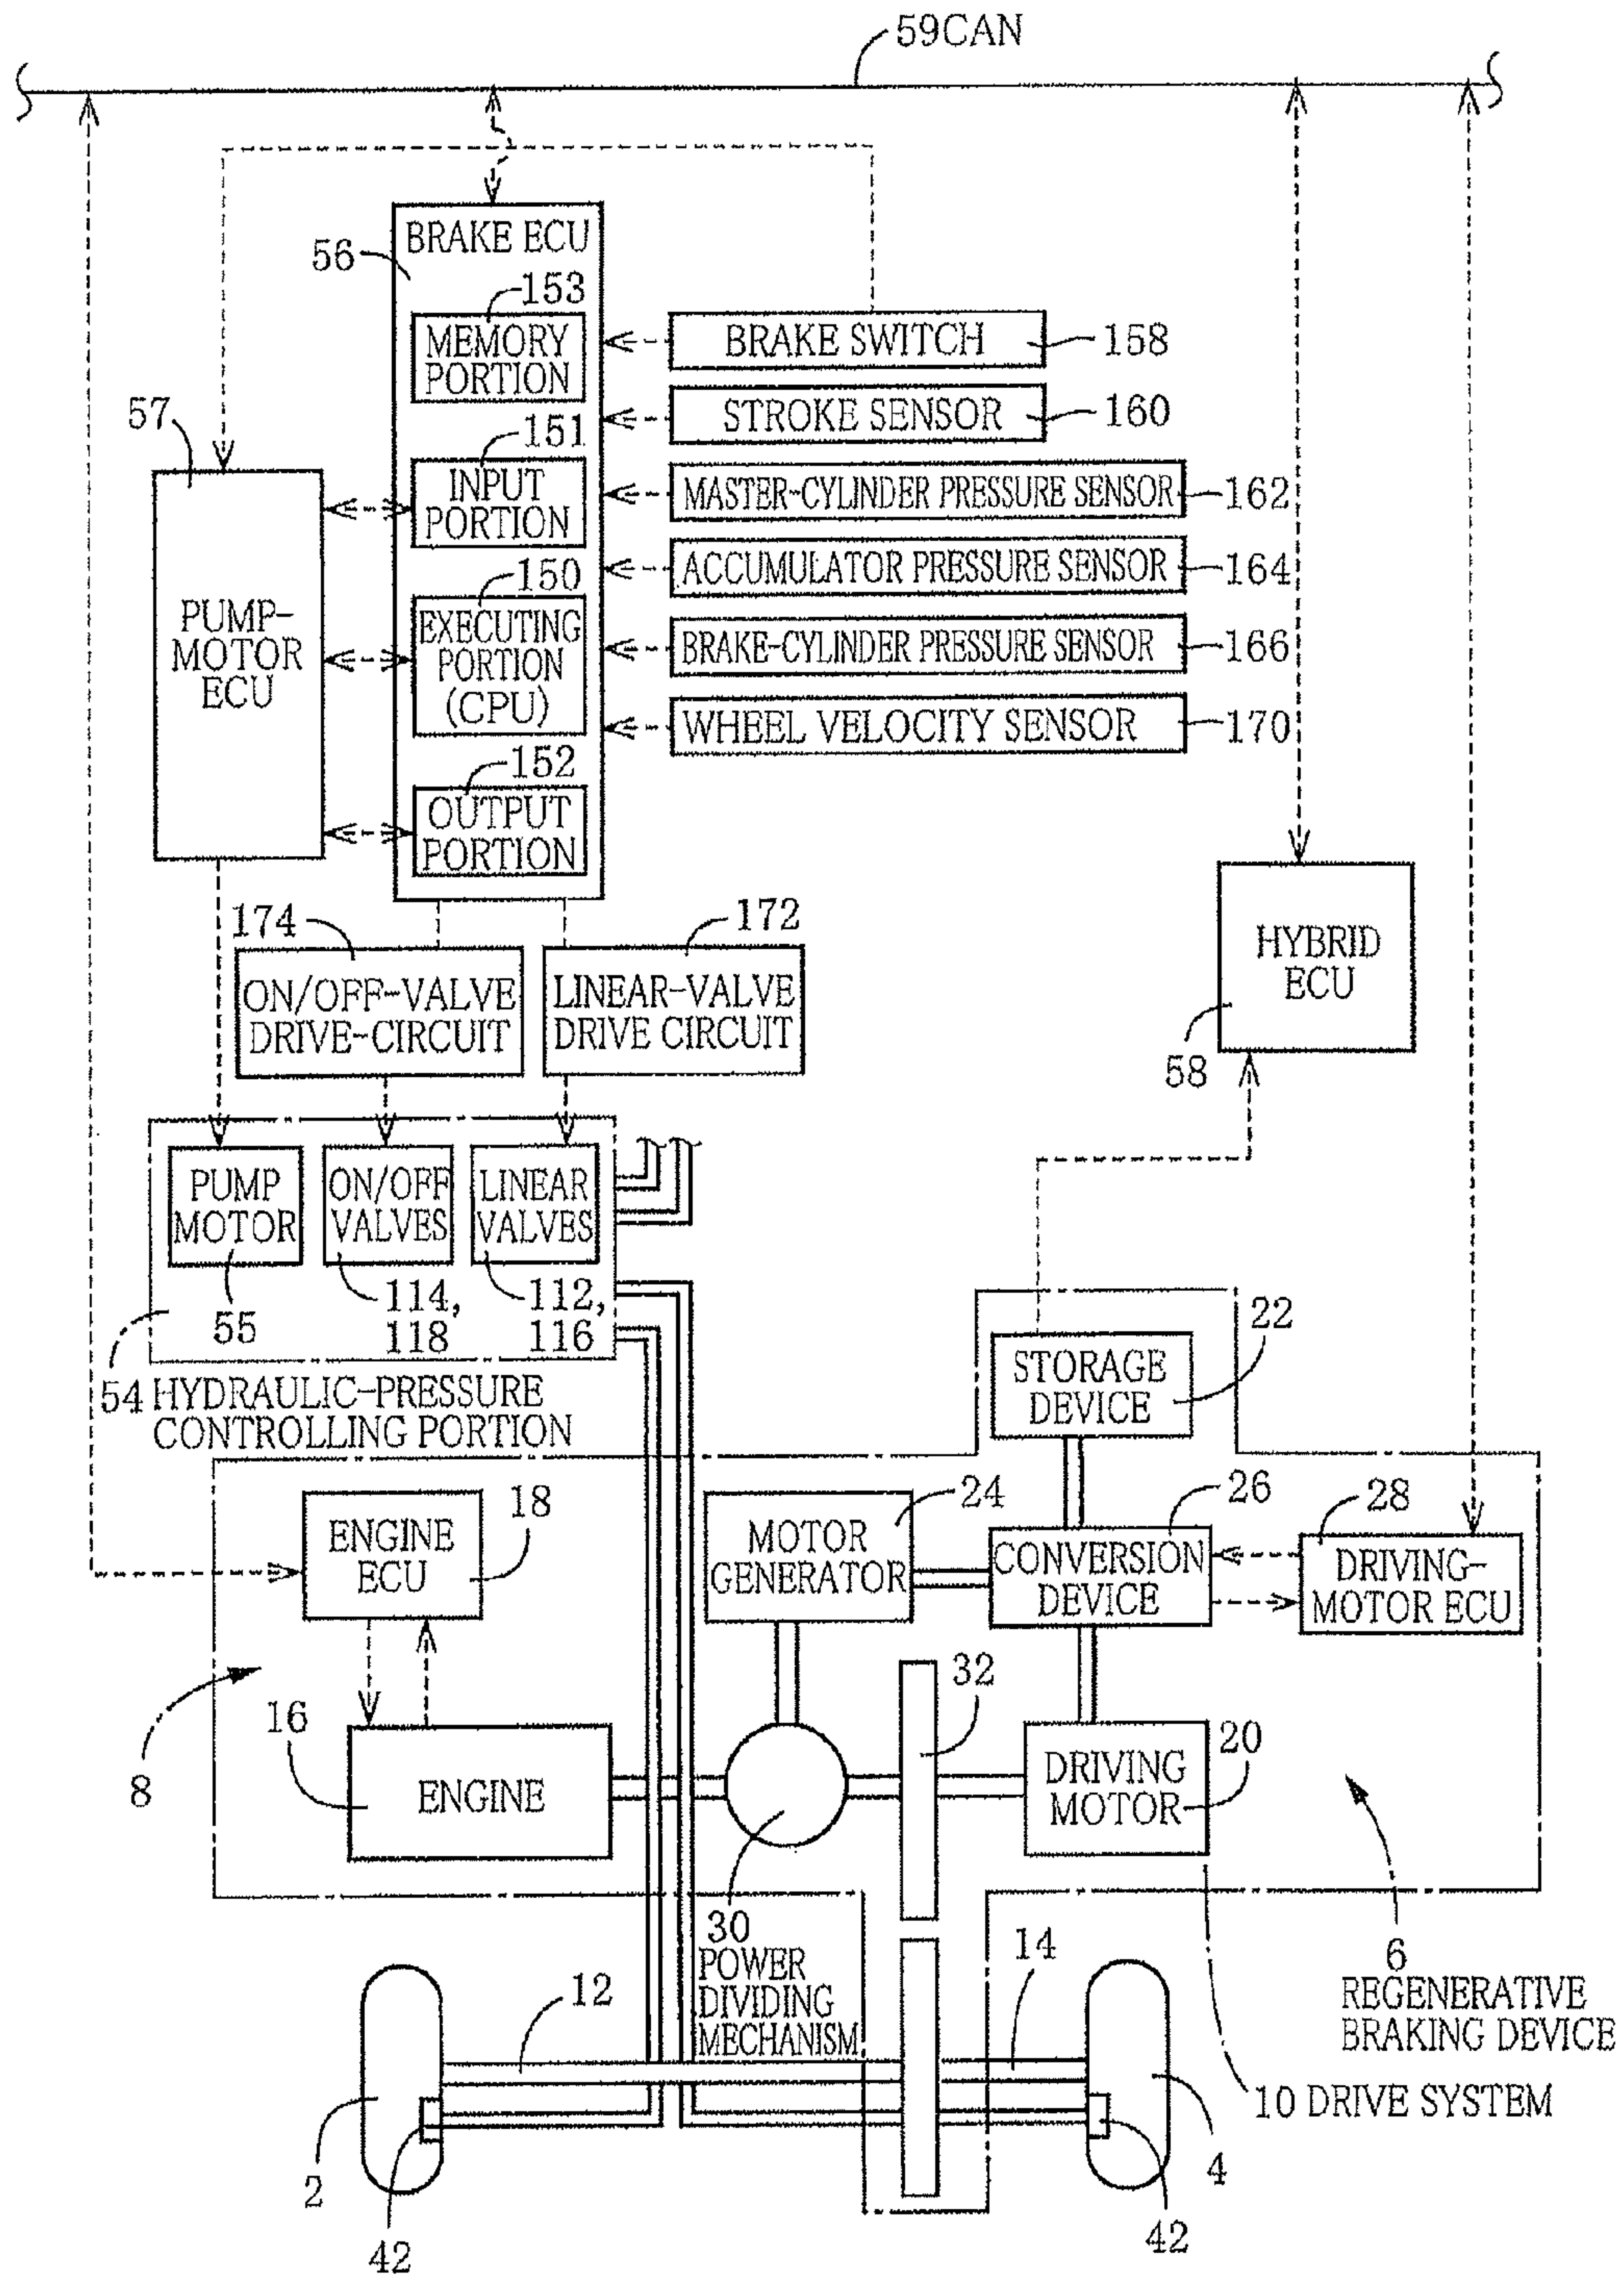 59CAN
BRAKE ECU
56
153
MEMORY
PORTION
BRAKE SWITCH
158
57
151
STROKE SENSOR
160
INPUT
PORTION
MASTER-CYLINDER PRESSURE SENSOR
162
150
ACCUMULATOR PRESSURE SENSOR
164
PUMP-
MOTOR
ECU
EXECUTING
PORTION
(CPU)
BRAKE-CYLINDER PRESSURE SENSOR
166
WHEEL VELOCITY SENSOR
170
152
OUTPUT
PORTION
174
172
ON/OFF-VALVE
DRIVE-CIRCUIT
LINEAR-VALVE
DRIVE CIRCUIT
HYBRID
ECU
58
PUMP
MOTOR
ON/OFF
VALVES
LINEAR
VALVES
55
114,
118
112,
116
54 HYDRAULIC-PRESSURE
CONTROLLING PORTION
STORAGE
DEVICE
22
18
ENGINE
ECU
24
MOTOR
GENERATOR
26
CONVERSION
DEVICE
28
DRIVING-
MOTOR ECU
8
16
ENGINE
32
DRIVING
MOTOR
20
30
POWER
DIVIDING
MECHANISM
6
REGENERATIVE
BRAKING DEVICE
12
14
10 DRIVE SYSTEM
2
42
4
42